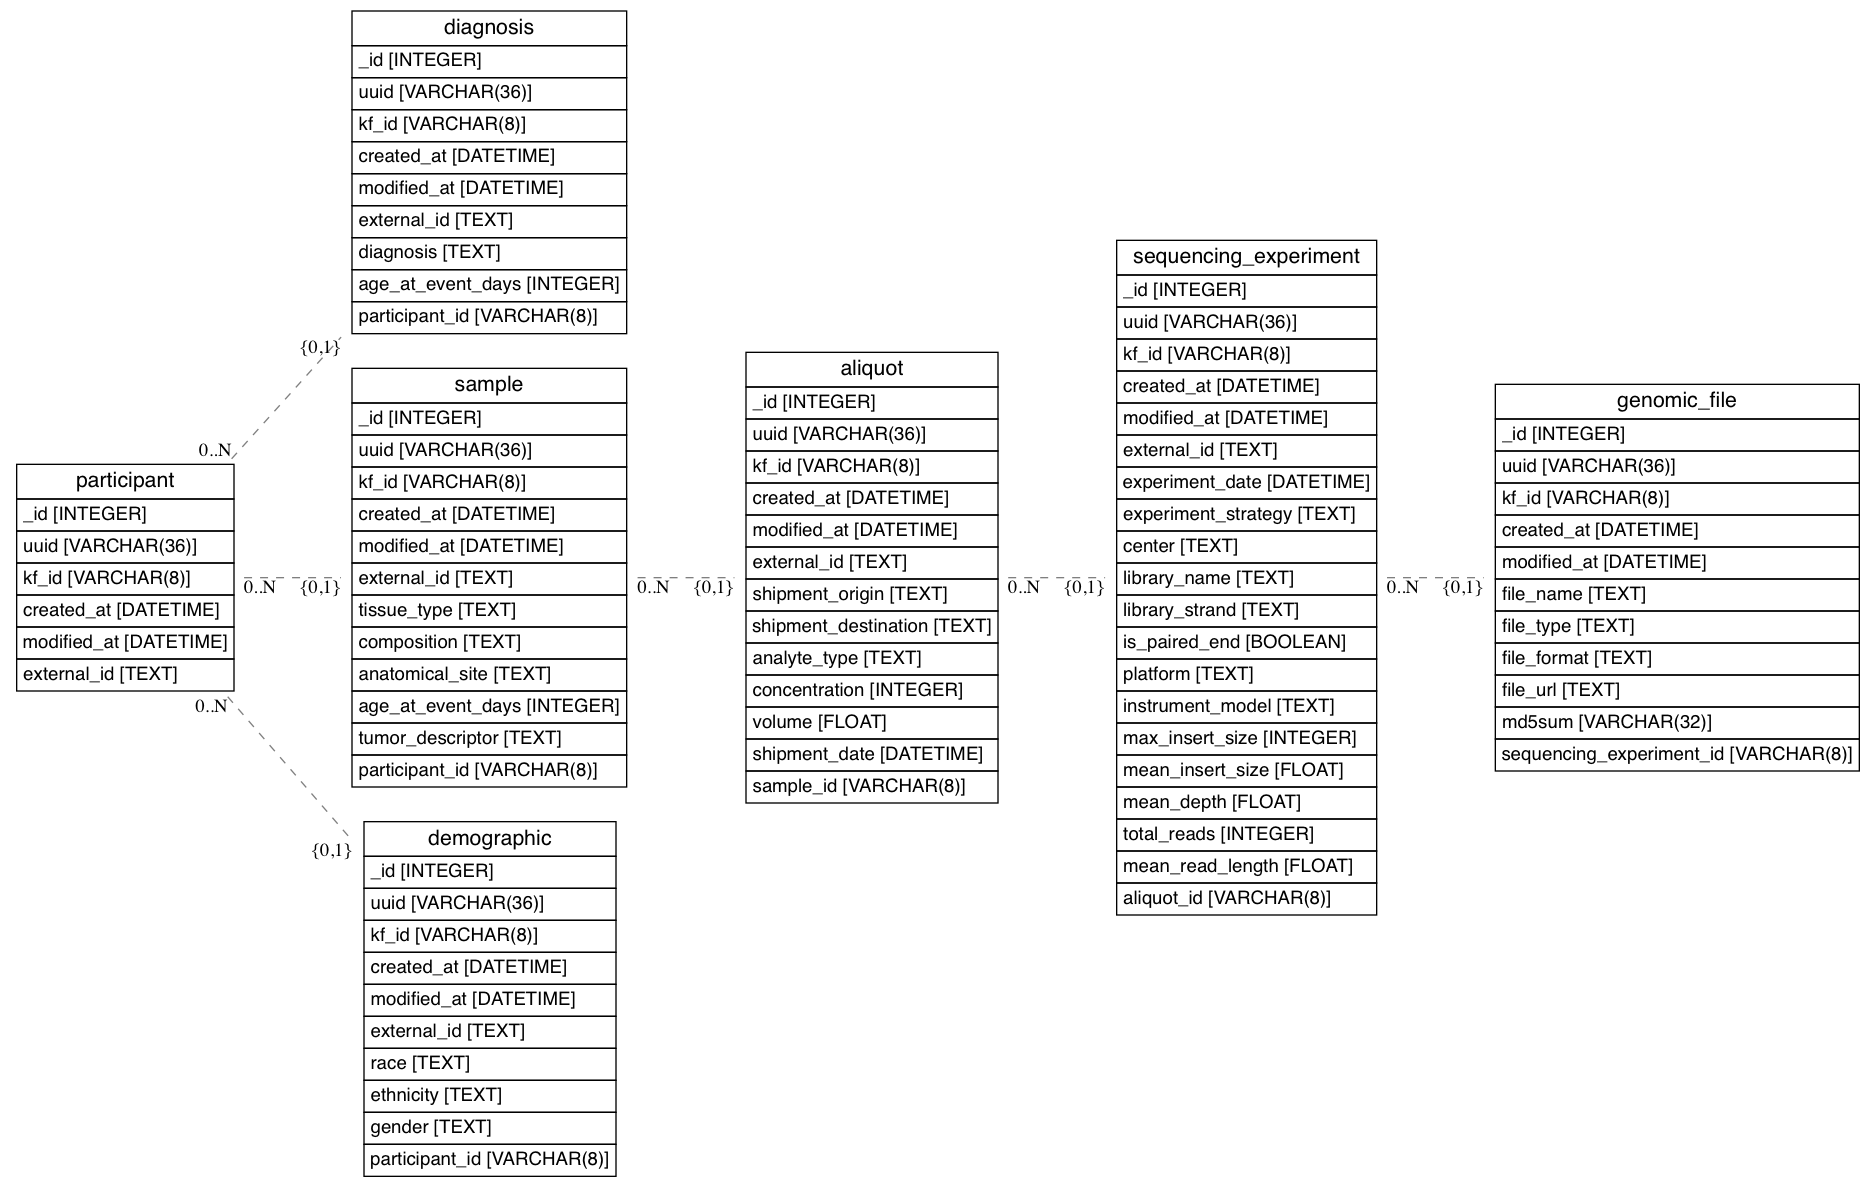 diagnosis
_id [INTEGER]
uuid [VARCHAR(36)]
kf_id [VARCHAR(8)]
created_at [DATETIME]
modified_at [DATETIME]
external_id [TEXT]
diagnosis [TEXT]
age_at_event_days [INTEGER]
participant_id [VARCHAR(8)]
{0,1}
0..N
participant
_id [INTEGER]
uuid [VARCHAR(36)]
kf_id [VARCHAR(8)]
created_at [DATETIME]
modified_at [DATETIME]
external_id [TEXT]
0..N {0,1}
0..N
{0,1}
sample
_id [INTEGER]
uuid [VARCHAR(36)]
kf_id [VARCHAR(8)]
created_at [DATETIME]
modified_at [DATETIME]
external_id [TEXT]
tissue_type [TEXT]
composition [TEXT]
anatomical_site [TEXT]
age_at_event_days [INTEGER]
tumor_descriptor [TEXT]
participant_id [VARCHAR(8)]
demographic
_id [INTEGER]
uuid [VARCHAR(36)]
kf_id [VARCHAR(8)]
created_at [DATETIME]
modified_at [DATETIME]
external_id [TEXT]
race [TEXT]
ethnicity [TEXT]
gender [TEXT]
participant_id [VARCHAR(8)]
0..N {0,1}
aliquot
_id [INTEGER]
uuid [VARCHAR(36)]
kf_id [VARCHAR(8)]
created_at [DATETIME]
modified_at [DATETIME]
external_id [TEXT]
shipment_origin [TEXT]
shipment_destination [TEXT]
analyte_type [TEXT]
concentration [INTEGER]
volume [FLOAT]
shipment_date [DATETIME]
sample_id [VARCHAR(8)]
0..N {0,1}
sequencing_experiment
_id [INTEGER]
uuid [VARCHAR(36)]
kf_id [VARCHAR(8)]
created_at [DATETIME]
modified_at [DATETIME]
external_id [TEXT]
experiment_date [DATETIME]
experiment_strategy [TEXT]
center [TEXT]
library_name [TEXT]
library_strand [TEXT]
is_paired_end [BOOLEAN]
platform [TEXT]
instrument_model [TEXT]
max_insert_size [INTEGER]
mean_insert_size [FLOAT]
mean_depth [FLOAT]
total_reads [INTEGER]
mean_read_length [FLOAT]
aliquot_id [VARCHAR(8)]
0..N {0,1}
genomic_file
_id [INTEGER]
uuid [VARCHAR(36)]
kf_id [VARCHAR(8)]
created_at [DATETIME]
modified_at [DATETIME]
file_name [TEXT]
file_type [TEXT]
file_format [TEXT]
file_url [TEXT]
md5sum [VARCHAR(32)]
sequencing_experiment_id [VARCHAR(8)]